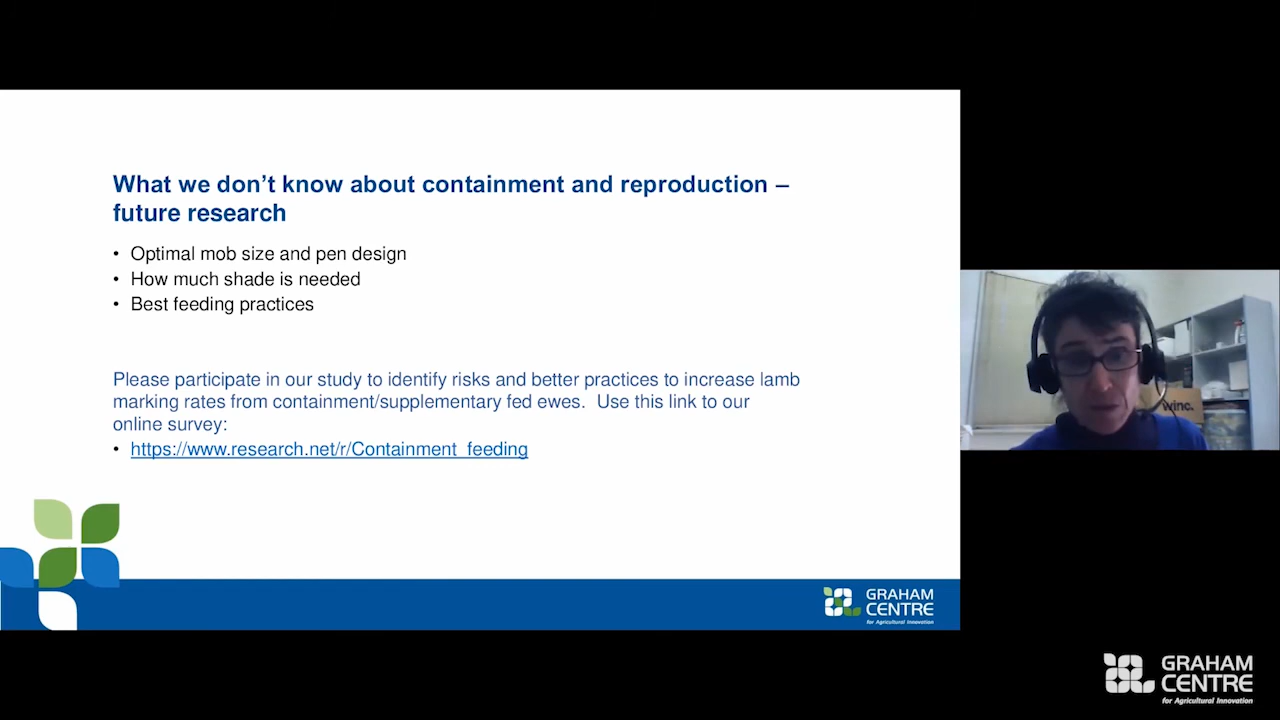 What we don't know about containment and reproduction –
future research
• Optimal mob size and pen design
• How much shade is needed
• Best feeding practices
Please participate in our study to identify risks and better practices to increase lamb
marking rates from containment/supplementary fed ewes.  Use this link to our
online survey:
• https://www.research.net/r/Containment_feeding
winc.
GRAHAM
CENTRE
for Agricultural Innovation
GRAHAM
CENTRE
for Agricultural Innovation